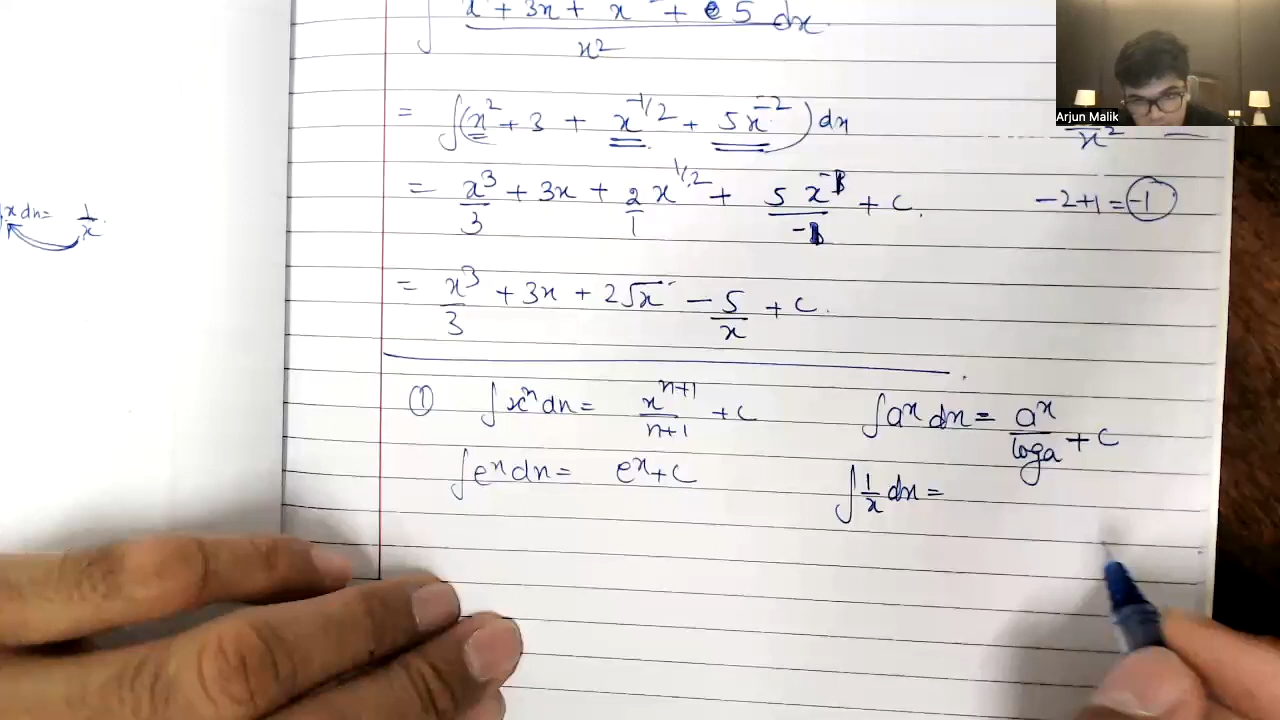 + 3x + x + 5 dx
x²
= ∫(x² + 3 + x^{-1/2} + 5x^{-2}) dx
= x³/3 + 3x + 2/1 x^{1/2} + 5x^{-1}/-1 + c.
-2+1 = -1
= x³/3 + 3x + 2√x - 5/x + c.
① ∫xⁿ dx = x^{n+1}/n+1 + c
∫aˣ dx = aˣ/log a + c
∫eˣ dx = eˣ + c
∫1/x dx =
x dx = 1/x
x²
Arjun Malik